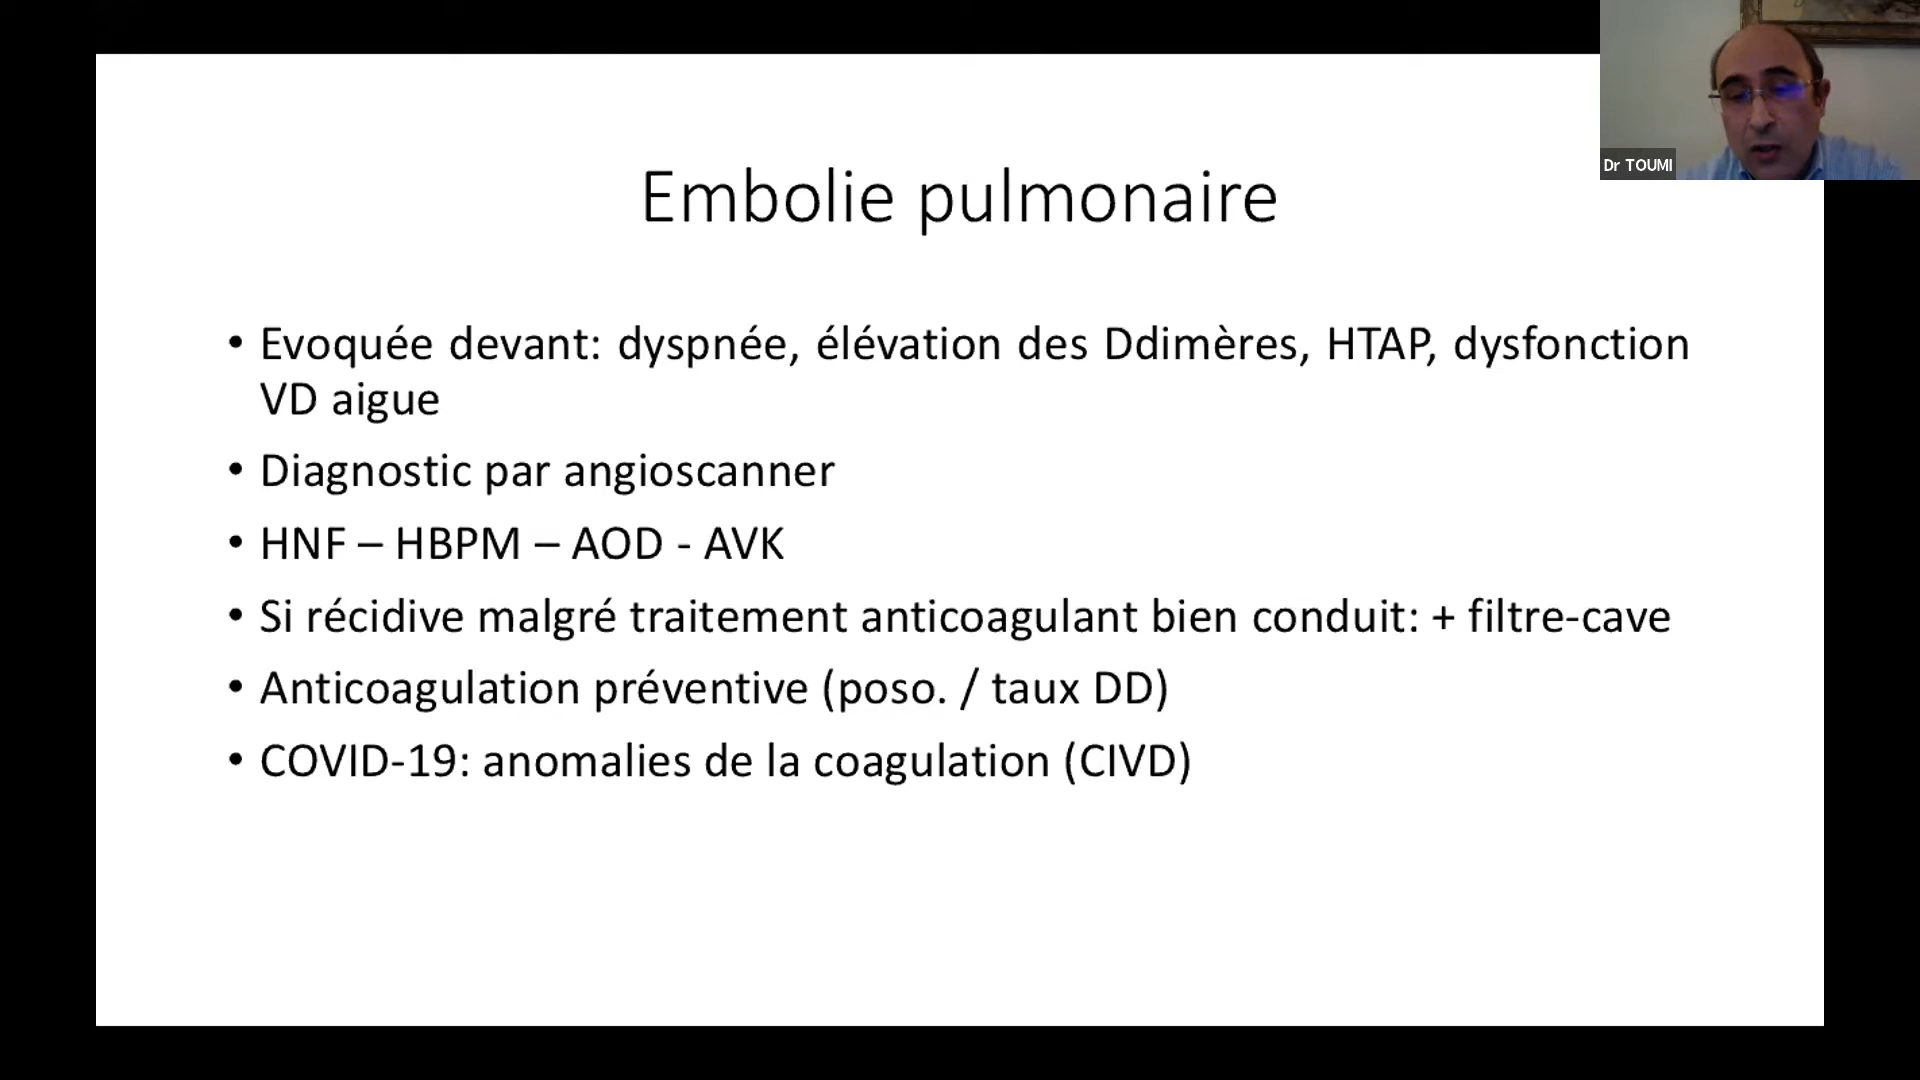 Dr TOUMI
Embolie pulmonaire
• Evoquée devant: dyspnée, élévation des Ddimères, HTAP, dysfonction
VD aigue
• Diagnostic par angioscanner
• HNF – HBPM – AOD - AVK
• Si récidive malgré traitement anticoagulant bien conduit: + filtre-cave
• Anticoagulation préventive (poso. / taux DD)
• COVID-19: anomalies de la coagulation (CIVD)